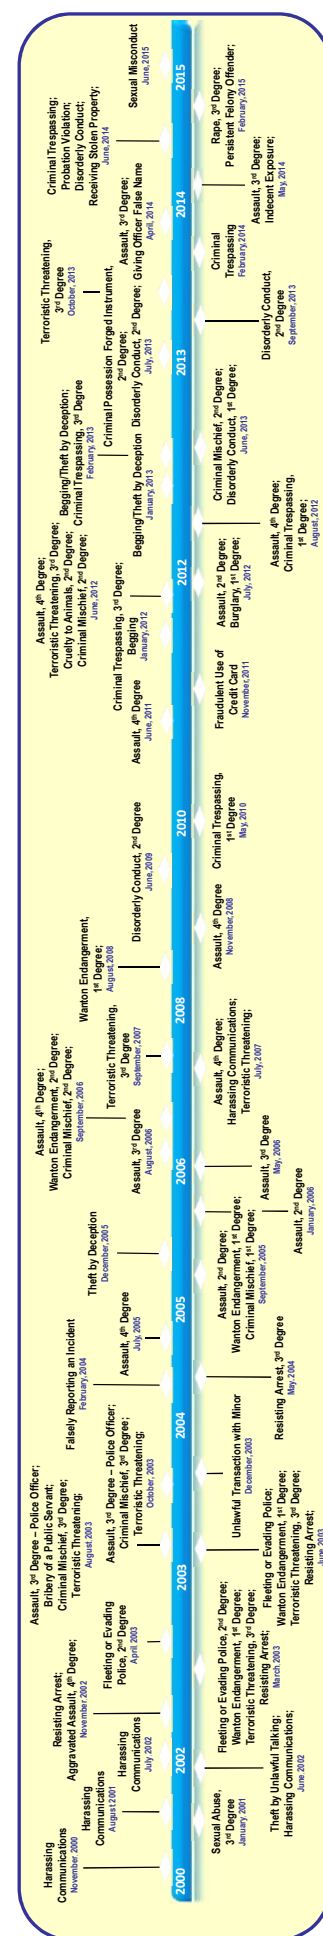 Harassing
Communications
November, 2000
Harassing
Communications
August 2001
Harassing
Communications
July, 2002
Resisting Arrest;
Aggravated Assault, 4th Degree;
November, 2002
Fleeting or Evading
Police, 2nd Degree
April, 2003
Assault, 3rd Degree – Police Officer;
Bribery of a Public Servant;
Criminal Mischief, 3rd Degree;
Terroristic Threatening;
August, 2003
Assault, 3rd Degree – Police Officer;
Criminal Mischief, 3rd Degree;
Terroristic Threatening;
October, 2003
Falsely Reporting an Incident
February, 2004
Assault, 4th Degree
July, 2005
Theft by Deception
December, 2005
Assault, 3rd Degree
August, 2006
Assault, 4th Degree;
Wanton Endangerment, 2nd Degree;
Criminal Mischief, 2nd Degree;
September, 2006
Terroristic Threatening,
3rd Degree
September, 2007
Wanton Endangerment,
1st Degree;
August, 2008
Disorderly Conduct, 2nd Degree
June, 2009
Assault, 4th Degree
June, 2011
Criminal Trespassing, 3rd Degree
Begging
January, 2012
Assault, 4th Degree;
Terroristic Threatening, 3rd Degree;
Cruelty to Animals, 2nd Degree;
Criminal Mischief, 2nd Degree;
June, 2012
Begging/Theft by Deception
January, 2013
Begging/Theft by Deception;
Criminal Trespassing, 3rd Degree
February, 2013
Criminal Possession Forged Instrument,
2nd Degree;
Disorderly Conduct, 2nd Degree;
July, 2013
Terroristic Threatening,
3rd Degree
October, 2013
Assault, 3rd Degree;
Giving Officer False Name
April, 2014
Criminal Trespassing;
Probation Violation;
Disorderly Conduct;
Receiving Stolen Property;
June, 2014
Sexual Misconduct
June, 2015
2000
2002
2003
2004
2005
2006
2008
2010
2012
2013
2014
2015
Sexual Abuse,
3rd Degree
January, 2001
Theft by Unlawful Talking;
Harassing Communications;
June, 2002
Fleeting or Evading Police, 2nd Degree;
Wanton Endangerment, 1st Degree;
Terroristic Threatening, 3rd Degree;
Resisting Arrest;
March, 2003
Fleeting or Evading Police;
Wanton Endangerment, 1st Degree
Terroristic Threatening, 3rd Degree;
Resisting Arrest;
June, 2003
Unlawful Transaction with Minor
December, 2003
Resisting Arrest, 3rd Degree
May, 2004
Assault, 2nd Degree;
Wanton Endangerment, 1st Degree;
Criminal Mischief, 1st Degree;
September, 2005
Assault, 2nd Degree
January, 2006
Assault, 3rd Degree
May, 2006
Assault, 4th Degree;
Harassing Communications;
Terroristic Threatening;
July, 2007
Assault, 4th Degree
November, 2008
Criminal Trespassing,
1st Degree
May, 2010
Fraudulent Use of
Credit Card
November, 2011
Assault, 2nd Degree;
Burglary, 1st Degree;
July, 2012
Assault, 4th Degree;
Criminal Trespassing,
1st Degree;
August, 2012
Criminal Mischief, 2nd Degree;
Disorderly Conduct, 1st Degree;
June, 2013
Disorderly Conduct,
2nd Degree
September, 2013
Criminal
Trespassing
February, 2014
Assault, 3rd Degree;
Indecent Exposure;
May, 2014
Rape, 3rd Degree;
Persistent Felony Offender;
February, 2015